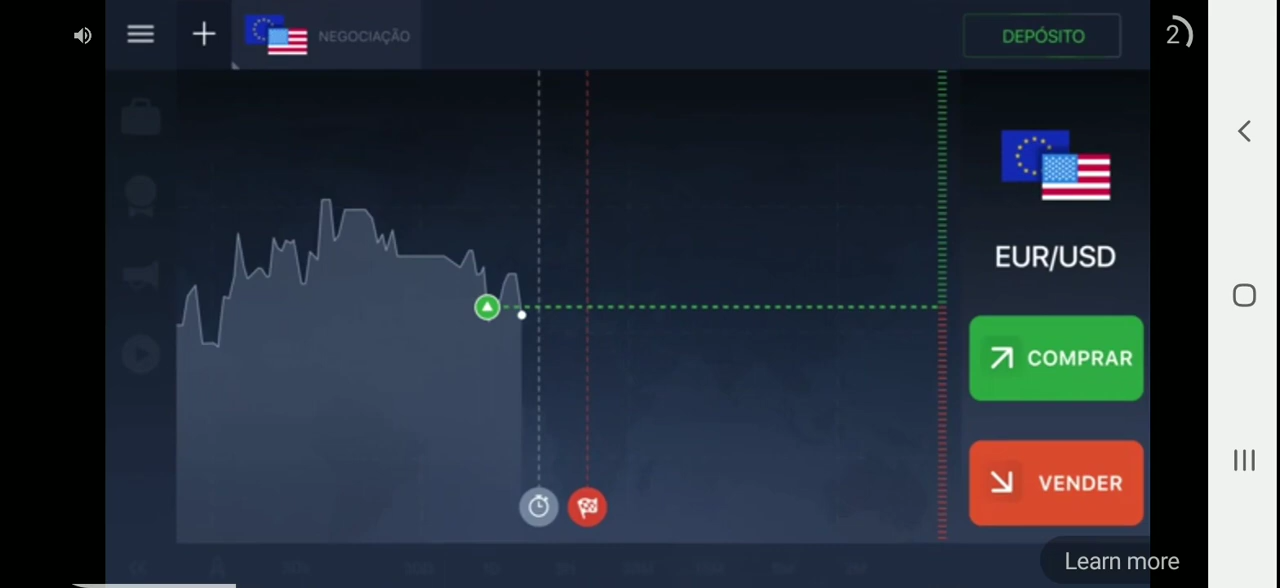 NEGOCIAÇÃO
DEPÓSITO
2
EUR/USD
COMPRAR
VENDER
Learn more